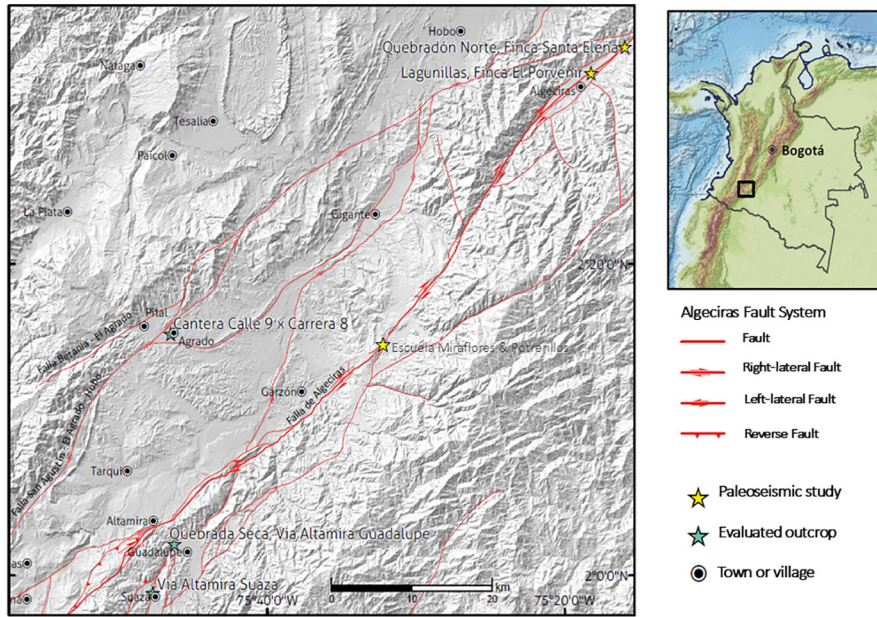 Hobo
Quebradón Norte, Finca Santa Elena
Nátaga
Lagunillas, Finca El Porvenir
Algeciras
Tesalia
Paicol
La Plata
Gigante
2°20'0"N
Pital
Cantera Calle 9 x Carrera 8
Agrado
Escuela Miraflores & Potrerillos
Falla Betania - El Agrado
Garzón
Falla de Algeciras
Falla San Agustín - El Agrado - Hobo
Tarqui
Altamira
Quebrada Seca, Via Altamira Guadalupe
Guadalupe
as
2°0'0"N
Via Altamira Suaza
Suaza
na
75°40'0"W
75°20'0"W
km
0 10 20
Bogotá
Algeciras Fault System
Fault
Right-lateral Fault
Left-lateral Fault
Reverse Fault
Paleoseismic study
Evaluated outcrop
Town or village